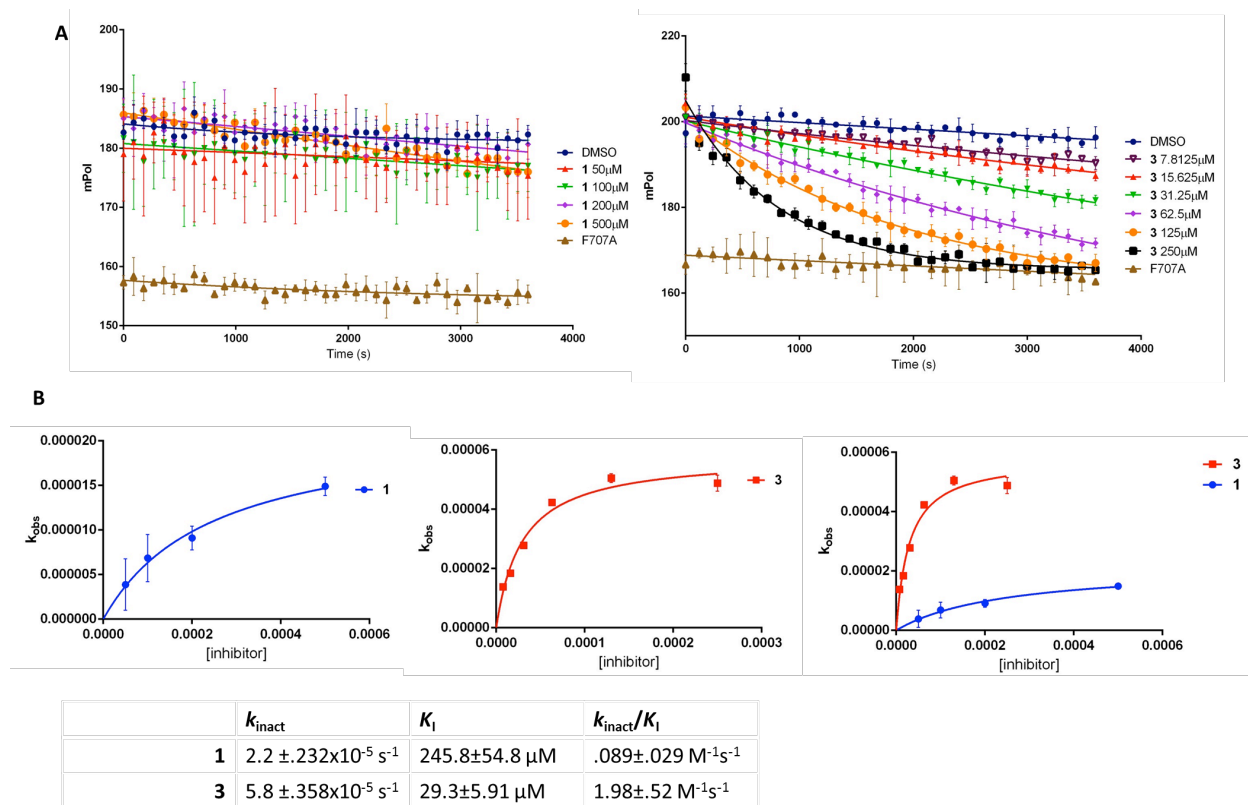 A
200
190
180
170
160
150
mPol
0 1000 2000 3000 4000
Time (s)
DMSO
1 50µM
1 100µM
1 200µM
1 500µM
F707A
220
200
180
160
mPol
0 1000 2000 3000 4000
Time (s)
DMSO
3 7.8125µM
3 15.625µM
3 31.25µM
3 62.5µM
3 125µM
3 250µM
F707A
B
0.000020
0.000015
0.000010
0.000005
0.000000
kobs
0.0000 0.0002 0.0004 0.0006
[inhibitor]
1
0.00006
0.00004
0.00002
0.00000
kobs
0.0000 0.0001 0.0002 0.0003
[inhibitor]
3
0.00006
0.00004
0.00002
0.00000
kobs
0.0000 0.0002 0.0004 0.0006
[inhibitor]
3
1
kinact KI kinact/KI
1 2.2 ±.232x10⁻⁵ s⁻¹ 245.8±54.8 µM .089±.029 M⁻¹s⁻¹
3 5.8 ±.358x10⁻⁵ s⁻¹ 29.3±5.91 µM 1.98±.52 M⁻¹s⁻¹